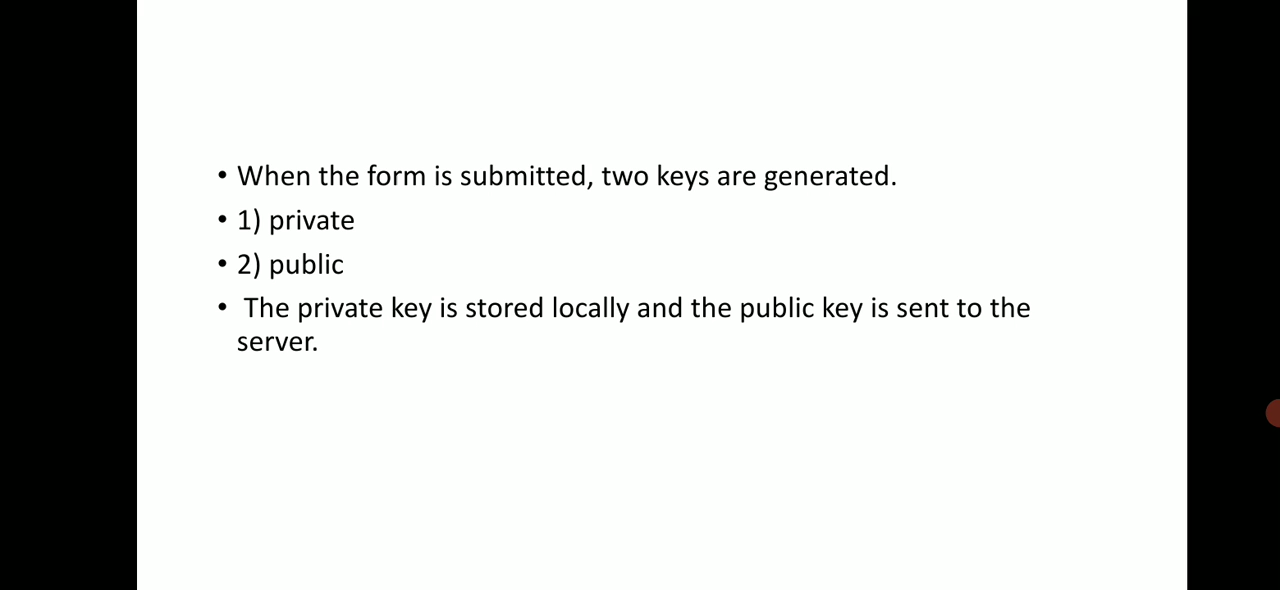 • When the form is submitted, two keys are generated.
• 1) private
• 2) public
• The private key is stored locally and the public key is sent to the
server.